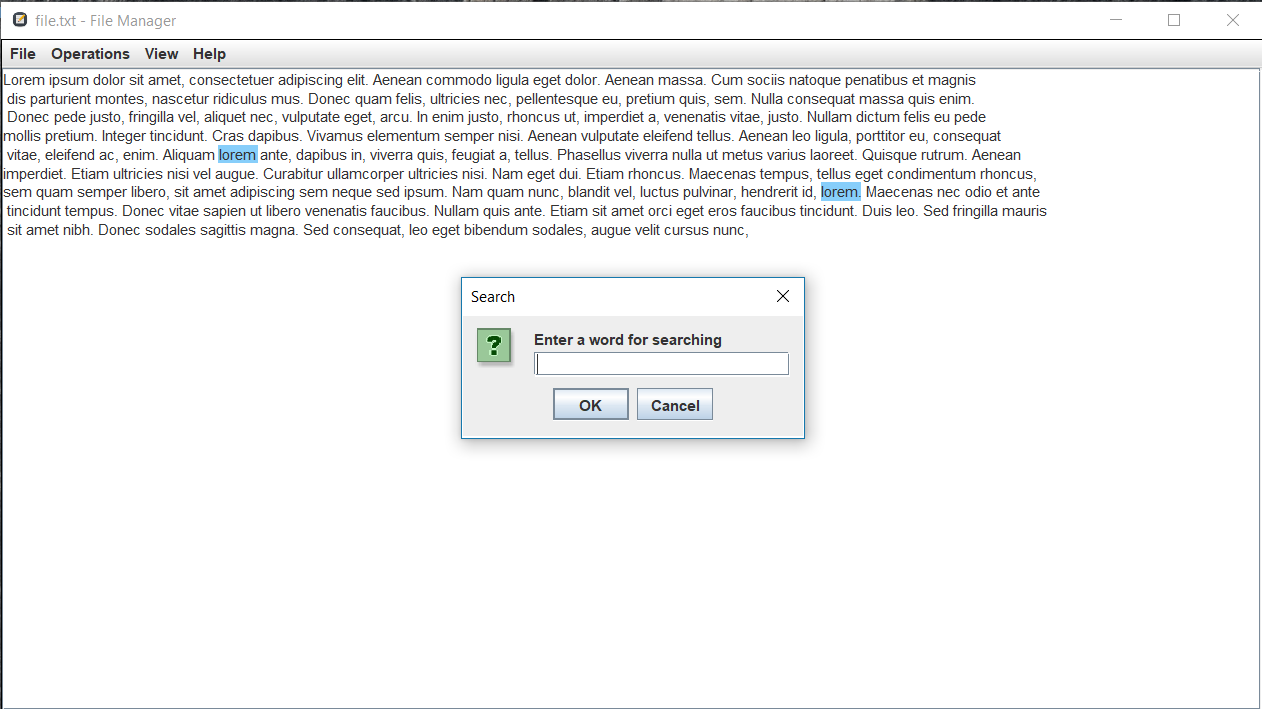 file.txt - File Manager
File Operations View Help
Lorem ipsum dolor sit amet, consectetuer adipiscing elit. Aenean commodo ligula eget dolor. Aenean massa. Cum sociis natoque penatibus et magnis
dis parturient montes, nascetur ridiculus mus. Donec quam felis, ultricies nec, pellentesque eu, pretium quis, sem. Nulla consequat massa quis enim.
Donec pede justo, fringilla vel, aliquet nec, vulputate eget, arcu. In enim justo, rhoncus ut, imperdiet a, venenatis vitae, justo. Nullam dictum felis eu pede
mollis pretium. Integer tincidunt. Cras dapibus. Vivamus elementum semper nisi. Aenean vulputate eleifend tellus. Aenean leo ligula, porttitor eu, consequat
vitae, eleifend ac, enim. Aliquam lorem ante, dapibus in, viverra quis, feugiat a, tellus. Phasellus viverra nulla ut metus varius laoreet. Quisque rutrum. Aenean
imperdiet. Etiam ultricies nisi vel augue. Curabitur ullamcorper ultricies nisi. Nam eget dui. Etiam rhoncus. Maecenas tempus, tellus eget condimentum rhoncus,
sem quam semper libero, sit amet adipiscing sem neque sed ipsum. Nam quam nunc, blandit vel, luctus pulvinar, hendrerit id, lorem. Maecenas nec odio et ante
tincidunt tempus. Donec vitae sapien ut libero venenatis faucibus. Nullam quis ante. Etiam sit amet orci eget eros faucibus tincidunt. Duis leo. Sed fringilla mauris
sit amet nibh. Donec sodales sagittis magna. Sed consequat, leo eget bibendum sodales, augue velit cursus nunc,
Search
Enter a word for searching
OK Cancel